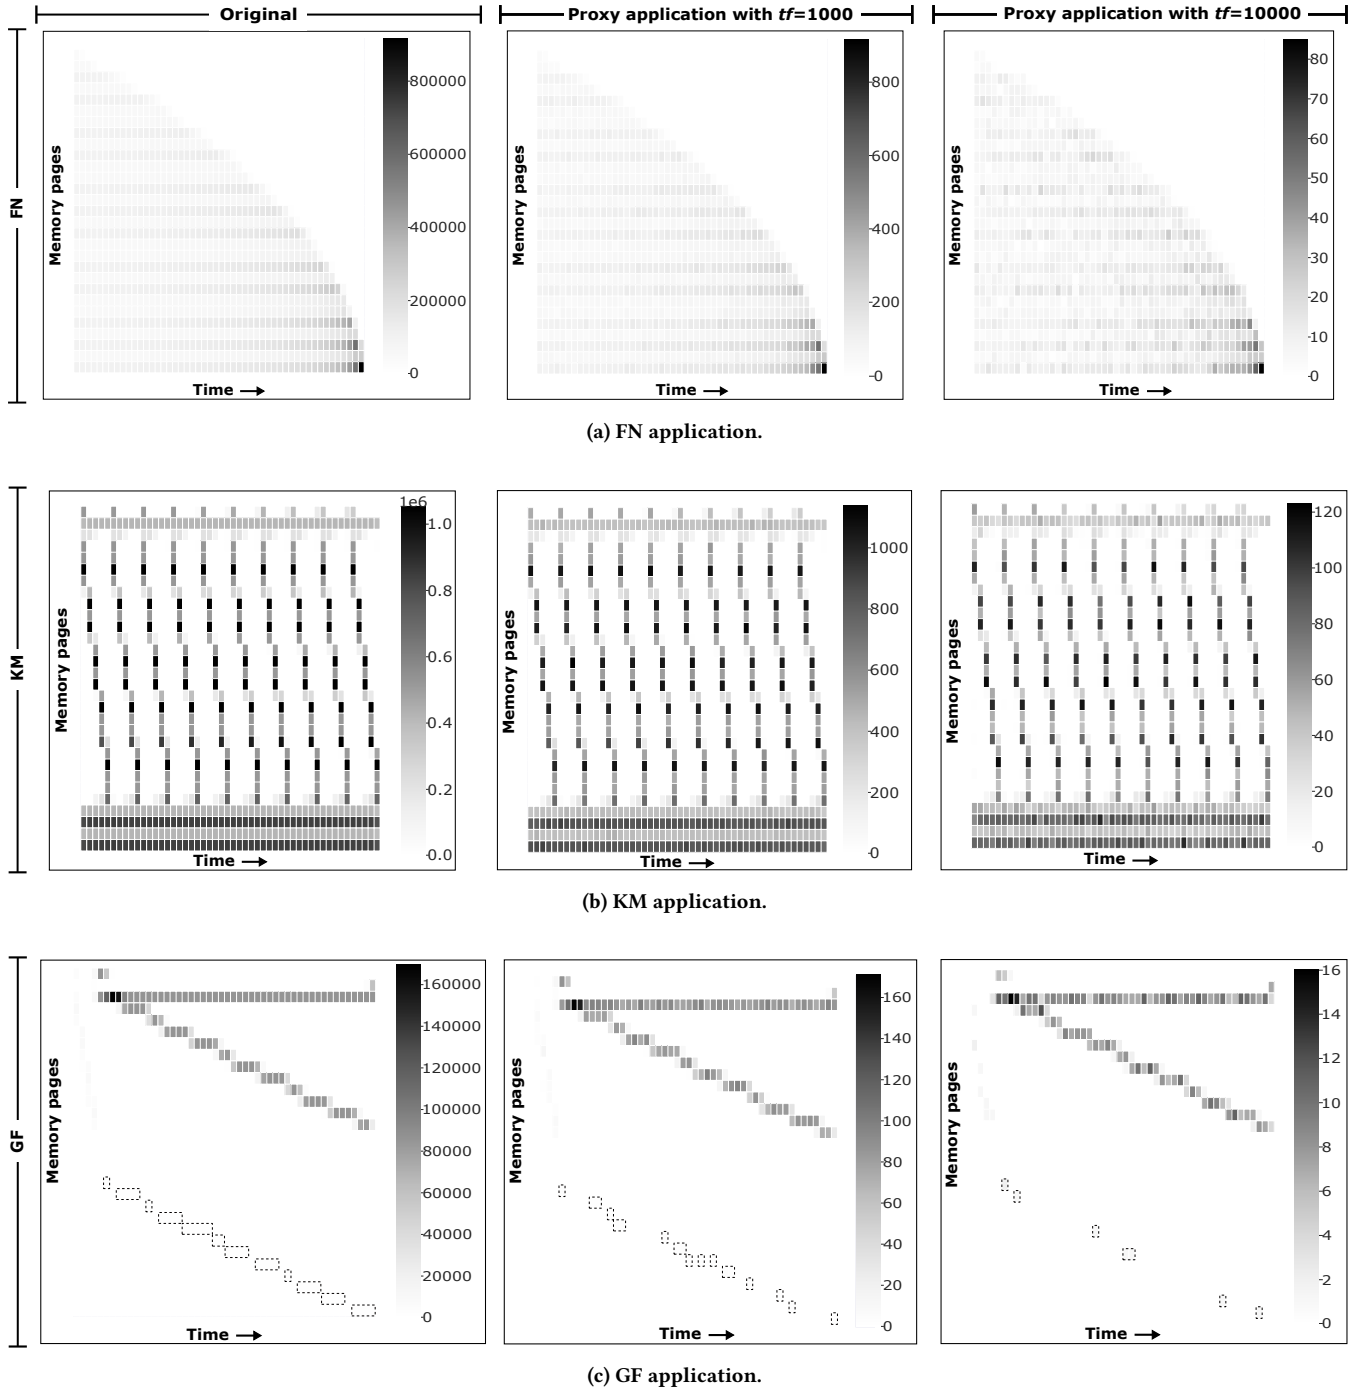 Original
Proxy application with tf=1000
Proxy application with tf=10000
FN
Memory pages
Time →
800000
600000
400000
200000
0
Memory pages
Time →
800
600
400
200
0
Memory pages
Time →
80
70
60
50
40
30
20
10
0
(a) FN application.
KM
Memory pages
Time →
1e6
1.0
0.8
0.6
0.4
0.2
0.0
Memory pages
Time →
1000
800
600
400
200
0
Memory pages
Time →
120
100
80
60
40
20
0
(b) KM application.
GF
Memory pages
Time →
160000
140000
120000
100000
80000
60000
40000
20000
0
Memory pages
Time →
160
140
120
100
80
60
40
20
0
Memory pages
Time →
16
14
12
10
8
6
4
2
0
(c) GF application.